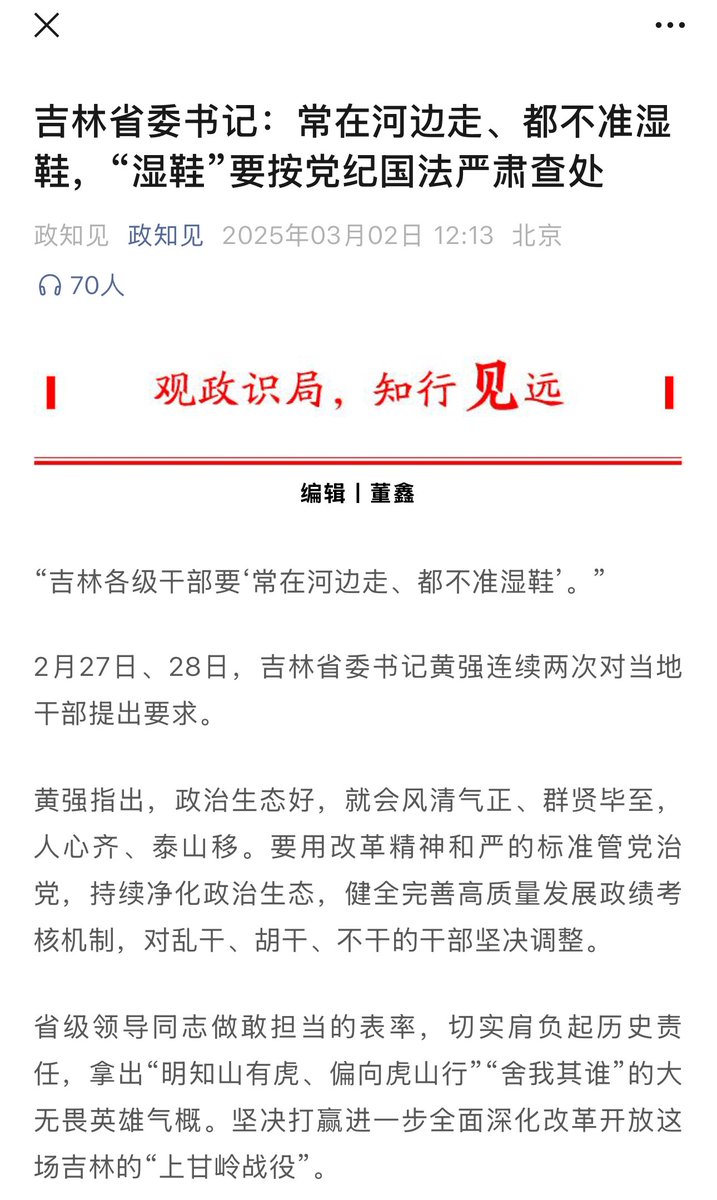 吉林省委书记：常在河边走、都不准湿
鞋，“湿鞋”要按党纪国法严肃查处
政知见 政知见 2025年03月02日 12:13 北京
70人
观政识局，知行见远
编辑丨董鑫
“吉林各级干部要‘常在河边走、都不准湿鞋’。”
2月27日、28日，吉林省委书记黄强连续两次对当地
干部提出要求。
黄强指出，政治生态好，就会风清气正、群贤毕至，
人心齐、泰山移。要用改革精神和严的标准管党治
党，持续净化政治生态，健全完善高质量发展政绩考
核机制，对乱干、胡干、不干的干部坚决调整。
省级领导同志做敢担当的表率，切实肩负起历史责
任，拿出“明知山有虎、偏向虎山行”“舍我其谁”的大
无畏英雄气概。坚决打赢进一步全面深化改革开放这
场吉林的“上甘岭战役”。